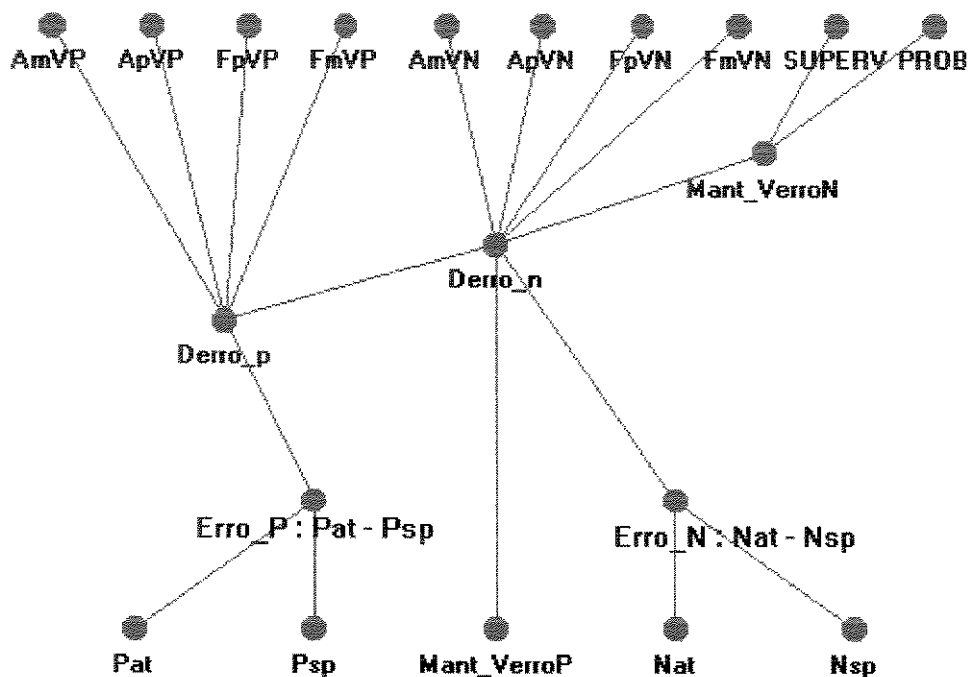 AmVP ApVP FpVP FmVP AmVN ApVN FpVN FmVN SUPERV PROB
Mant_VerroN
Derro_n
Derro_p
Erro_P : Pat - Psp Erro_N : Nat - Nsp
Pat Psp Mant_VerroP Nat Nsp